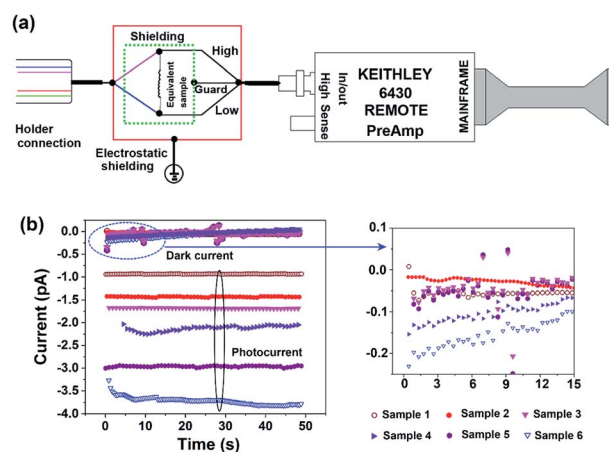 (a)
Shielding
High
Equivalent
sample
Guard
Low
Holder
connection
Electrostatic
shielding
In/out
High Sense
KEITHLEY
6430
REMOTE
PreAmp
MAINFRAME
(b)
0.0
-0.5
-1.0
-1.5
-2.0
-2.5
-3.0
-3.5
-4.0
Current (pA)
Dark current
Photocurrent
0 10 20 30 40 50
Time (s)
0.0
-0.1
-0.2
0 3 6 9 12 15
Sample 1 Sample 2 Sample 3
Sample 4 Sample 5 Sample 6